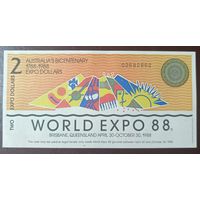 2
AUSTRALIA'S BICENTENARY
1788-1988
EXPO DOLLARS
TWO
EXPO DOLLARS
WORLD EXPO 88
BRISBANE QUEENSLAND APRIL 30-OCTOBER 30, 1988